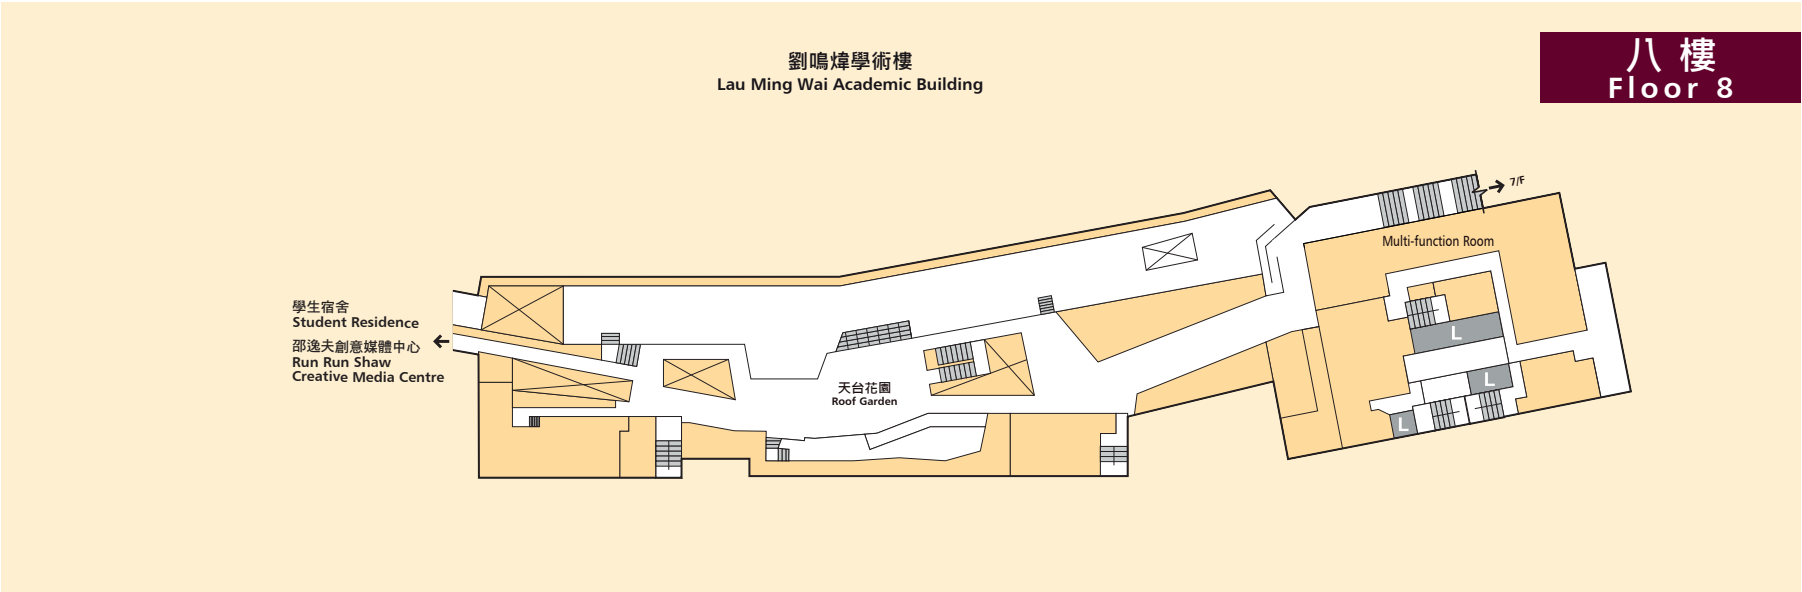 劉鳴煒學術樓
Lau Ming Wai Academic Building
八樓
Floor 8
7/F
Multi-function Room
學生宿舍
Student Residence
邵逸夫創意媒體中心
Run Run Shaw
Creative Media Centre
天台花園
Roof Garden
L
L
L